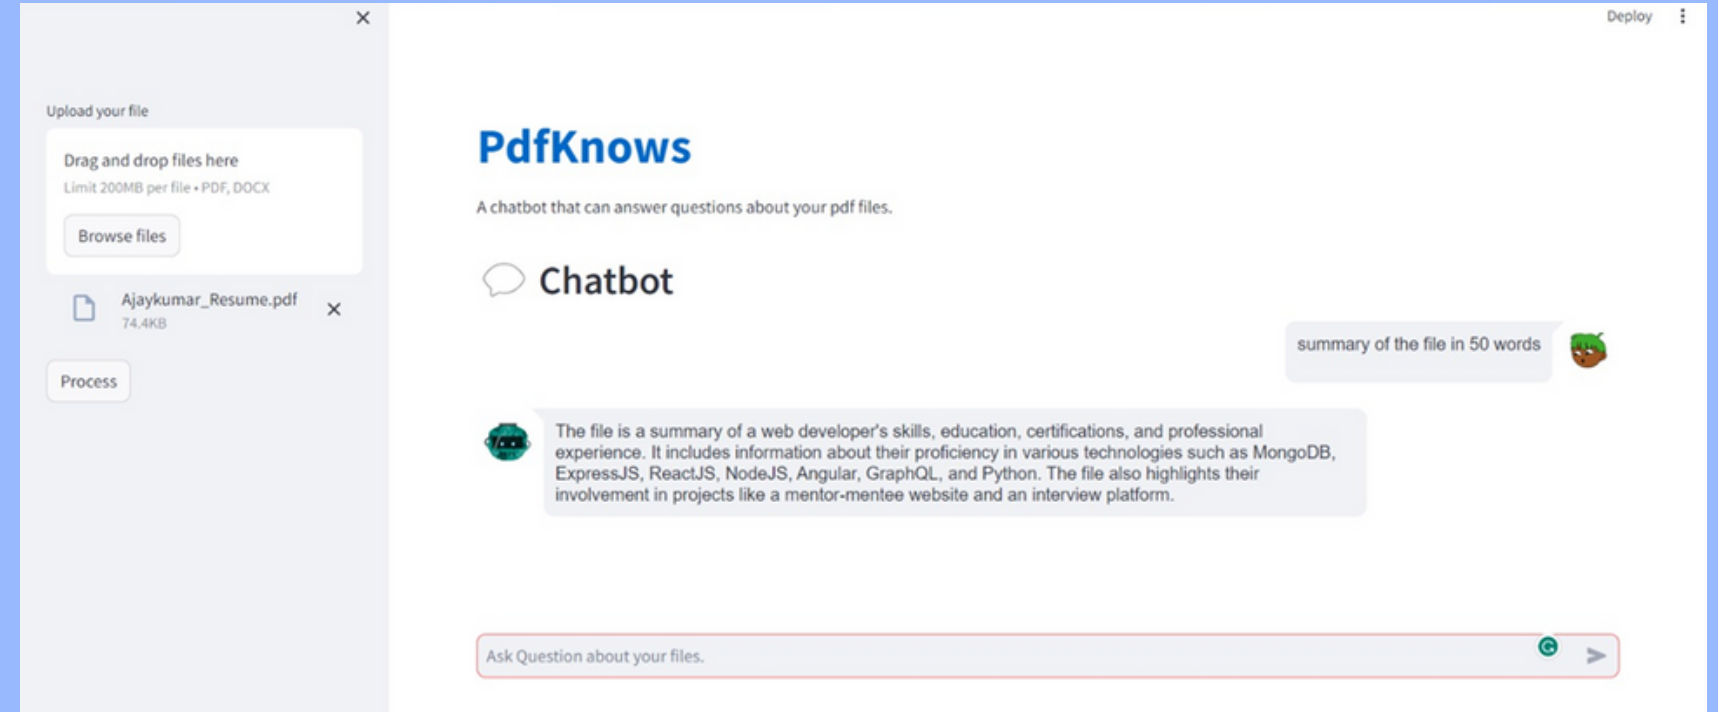 Deploy
Upload your file
Drag and drop files here
Limit 200MB per file • PDF, DOCX
Browse files
Ajaykumar_Resume.pdf
74.4KB
Process
PdfKnows
A chatbot that can answer questions about your pdf files.
Chatbot
summary of the file in 50 words
The file is a summary of a web developer's skills, education, certifications, and professional
experience. It includes information about their proficiency in various technologies such as MongoDB,
ExpressJS, ReactJS, NodeJS, Angular, GraphQL, and Python. The file also highlights their
involvement in projects like a mentor-mentee website and an interview platform.
Ask Question about your files.